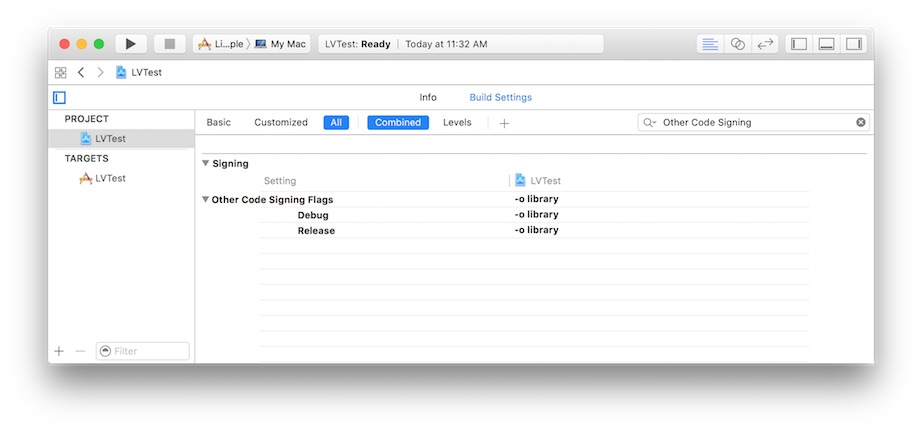 Li...ple 〉 My Mac
LVTest: Ready | Today at 11:32 AM
LVTest
Info
Build Settings
PROJECT
LVTest
TARGETS
LVTest
Filter
Basic
Customized
All
Combined
Levels
Other Code Signing
Signing
Setting
LVTest
Other Code Signing Flags
-o library
Debug
-o library
Release
-o library